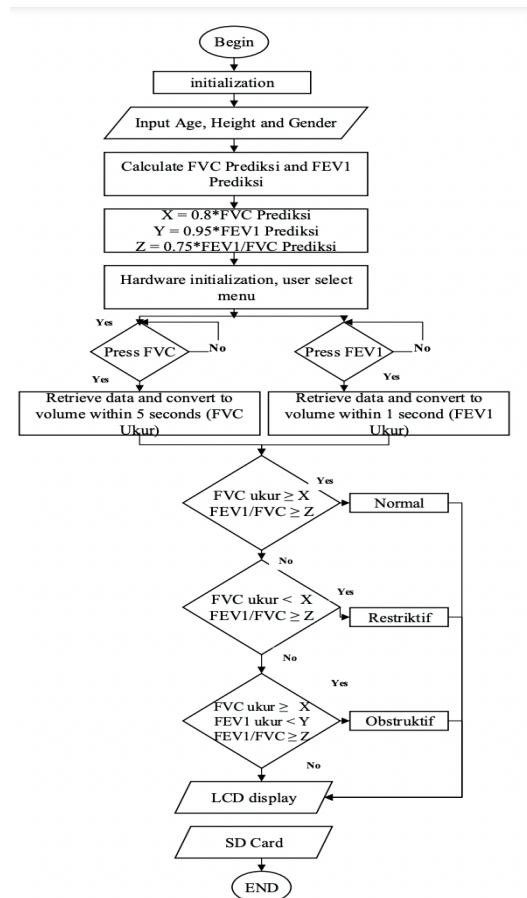 Begin
initialization
Input Age, Height and Gender
Calculate FVC Prediksi and FEV1
Prediksi
X = 0.8*FVC Prediksi
Y = 0.95*FEV1 Prediksi
Z = 0.75*FEV1/FVC Prediksi
Hardware initialization, user select
menu
Yes
Press FVC
No
Yes
Press FEV1
No
Yes
Retrieve data and convert to
volume within 5 seconds (FVC
Ukur)
Retrieve data and convert to
volume within 1 second (FEV1
Ukur)
FVC ukur ≥ X
FEV1/FVC ≥ Z
Yes
Normal
No
FVC ukur < X
FEV1/FVC ≥ Z
Yes
Restriktif
No
FVC ukur ≥ X
FEV1 ukur < Y
FEV1/FVC ≥ Z
Yes
Obstruktif
No
LCD display
SD Card
END